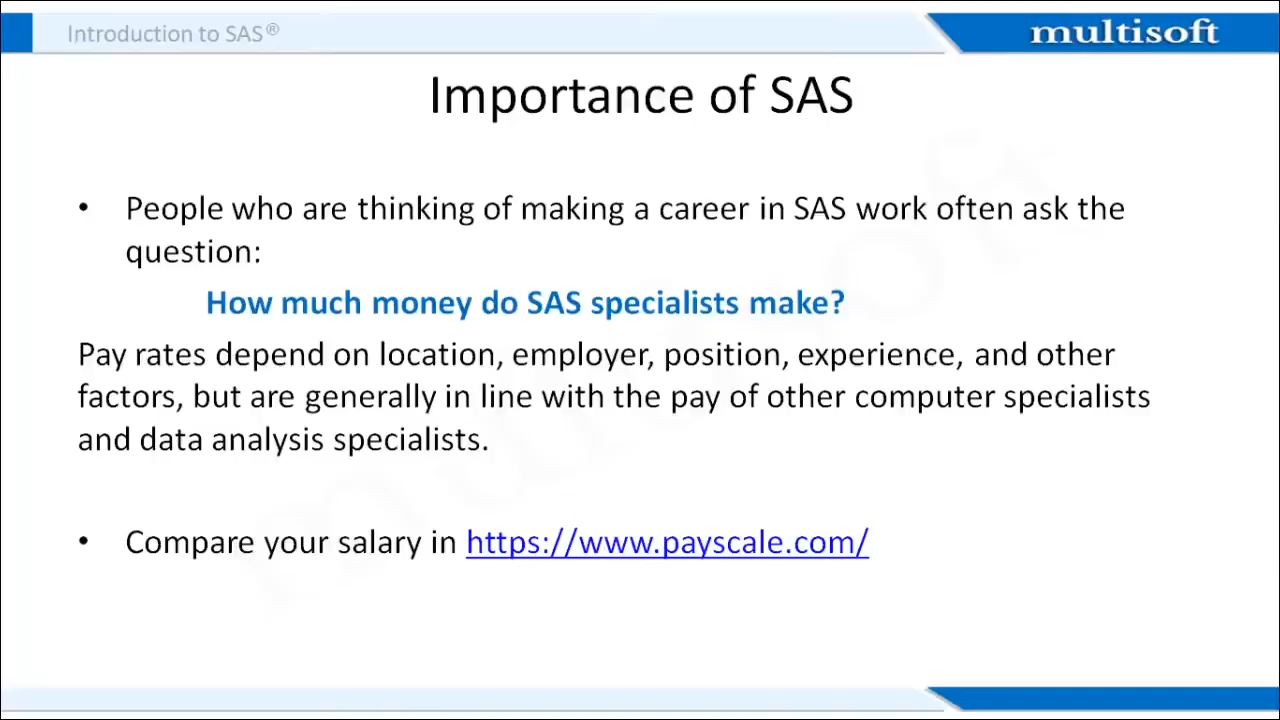 Introduction to SAS®
multisoft
Importance of SAS
• People who are thinking of making a career in SAS work often ask the
question:
How much money do SAS specialists make?
Pay rates depend on location, employer, position, experience, and other
factors, but are generally in line with the pay of other computer specialists
and data analysis specialists.
• Compare your salary in https://www.payscale.com/
multisoft